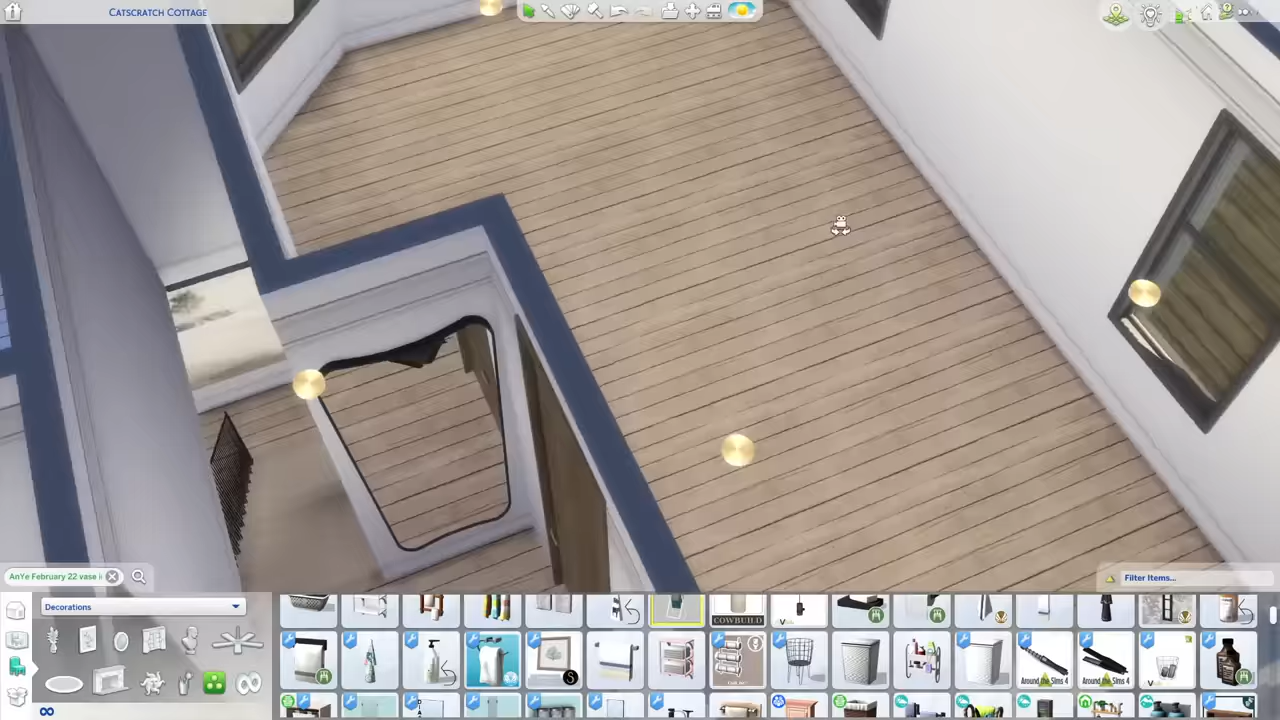 Catscratch Cottage
AnYe February 22 vase i
Filter Items...
Decorations
COWBUILD
Around the Sims 4
Around the Sims 4